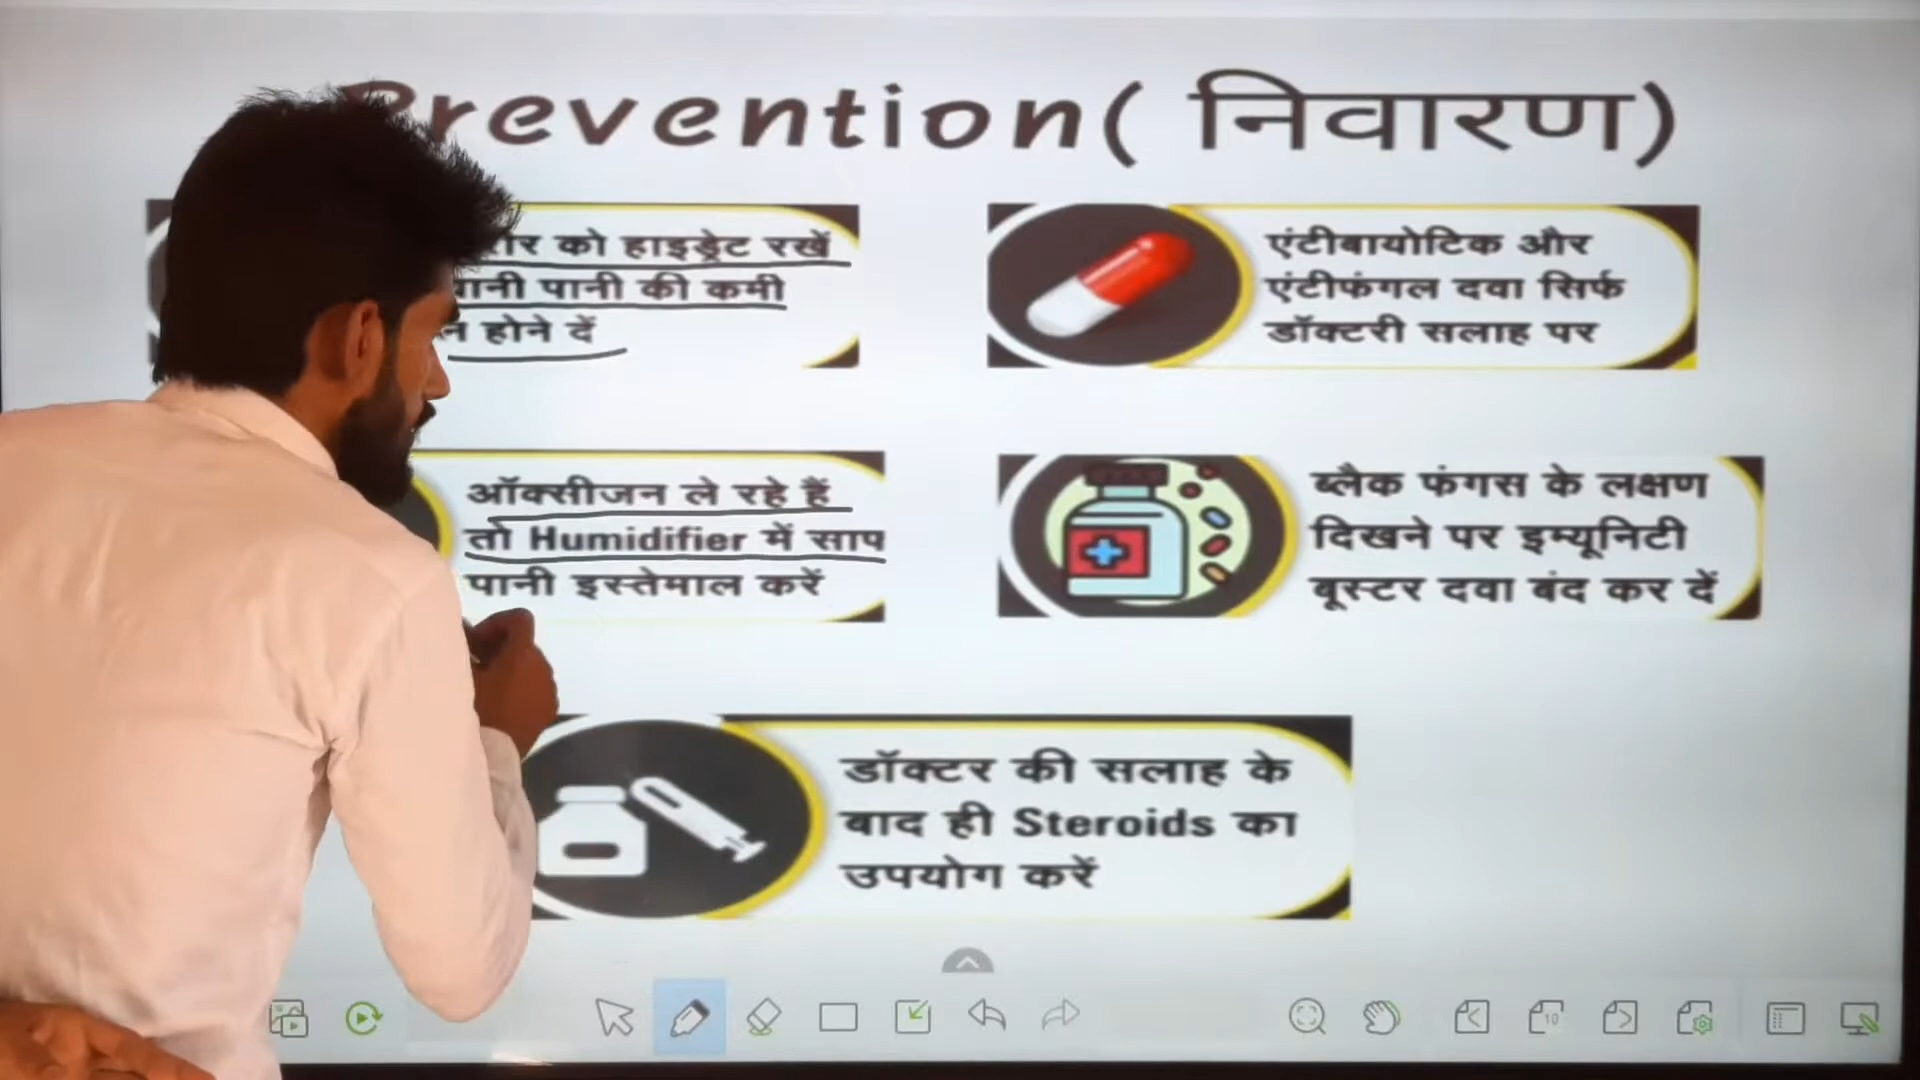 Prevention( निवारण)
को हाइड्रेट रखें
पानी की कमी
न होने दें
एंटीबायोटिक और
एंटीफंगल दवा सिर्फ
डॉक्टरी सलाह पर
ऑक्सीजन ले रहे हैं
तो Humidifier में साफ
पानी इस्तेमाल करें
ब्लैक फंगस के लक्षण
दिखने पर इम्यूनिटी
बूस्टर दवा बंद कर दें
डॉक्टर की सलाह के
बाद ही Steroids का
उपयोग करें
10